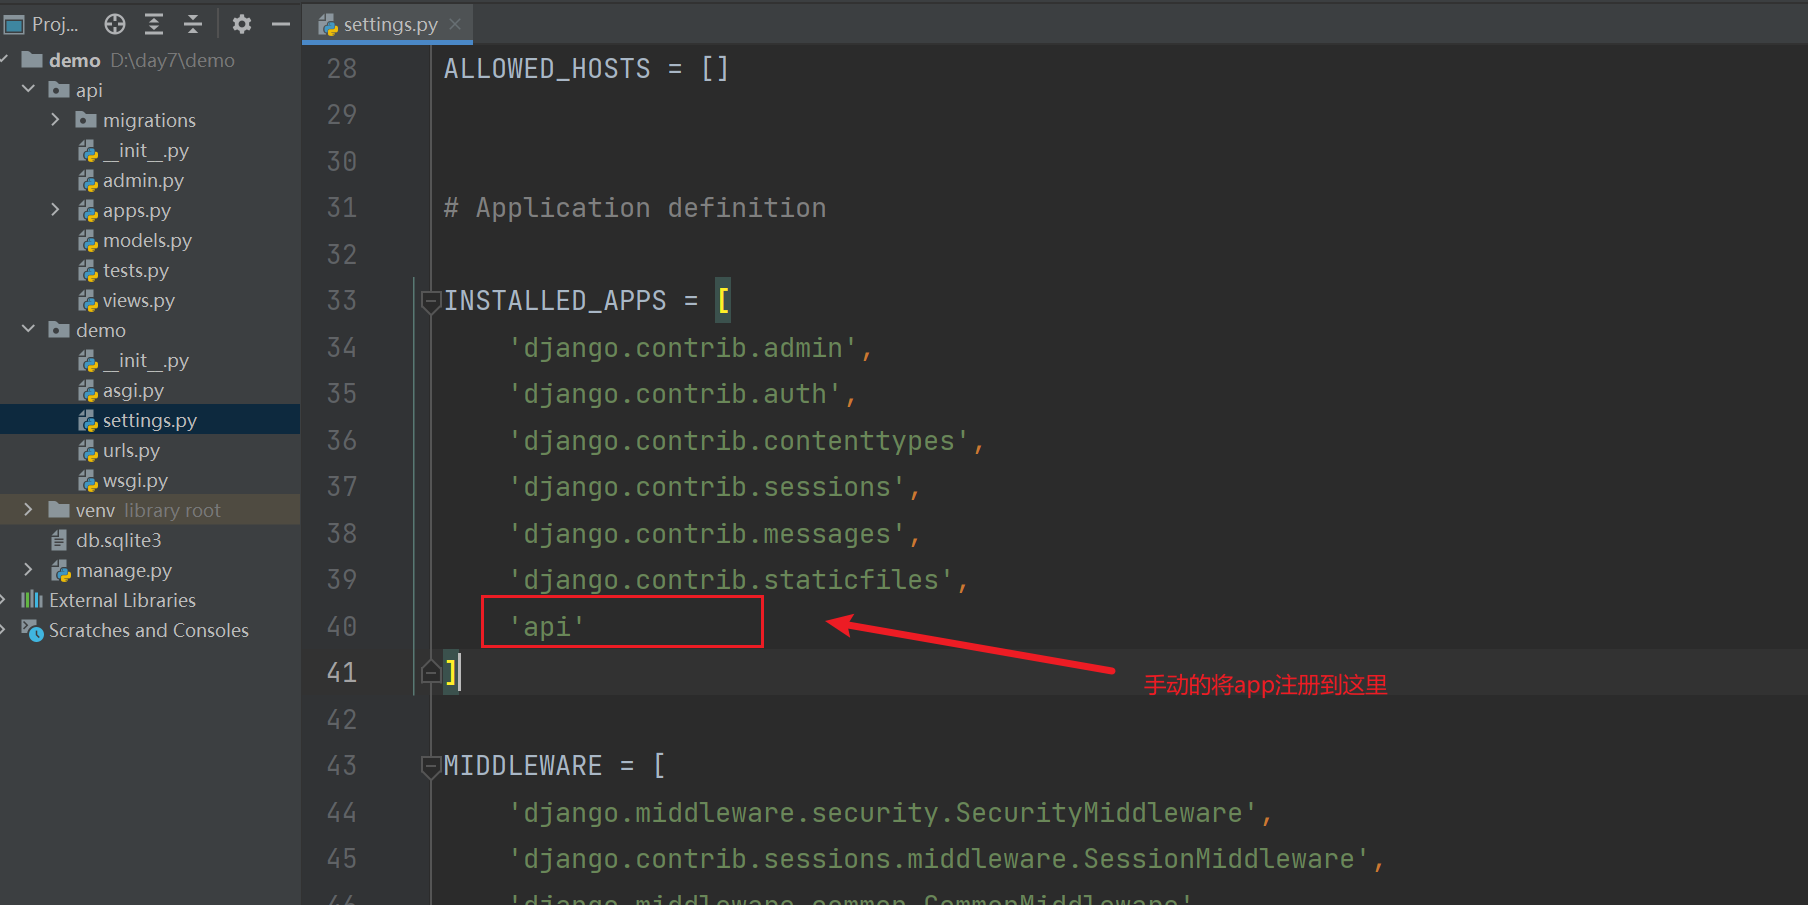 Proj...
demo D:\day7\demo
api
migrations
__init__.py
admin.py
apps.py
models.py
tests.py
views.py
demo
__init__.py
asgi.py
settings.py
urls.py
wsgi.py
venv library root
db.sqlite3
manage.py
External Libraries
Scratches and Consoles
settings.py
28 ALLOWED_HOSTS = []
29
30
31 # Application definition
32
33 INSTALLED_APPS = [
34 'django.contrib.admin',
35 'django.contrib.auth',
36 'django.contrib.contenttypes',
37 'django.contrib.sessions',
38 'django.contrib.messages',
39 'django.contrib.staticfiles',
40 'api'
41 ]
手动的将app注册到这里
42
43 MIDDLEWARE = [
44 'django.middleware.security.SecurityMiddleware',
45 'django.contrib.sessions.middleware.SessionMiddleware',
46 'django.middleware.common.CommonMiddleware'